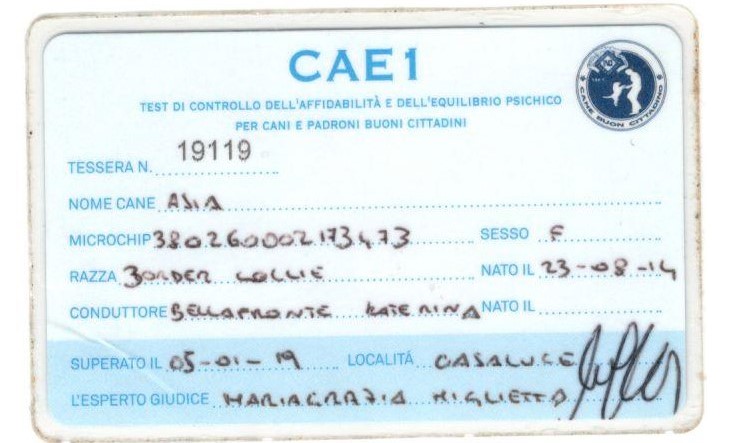 CAE1
TEST DI CONTROLLO DELL'AFFIDABILITÀ E DELL'EQUILIBRIO PSICHICO
PER CANI E PADRONI BUONI CITTADINI
CANE BUON CITTADINO
TESSERA N. 19119
NOME CANE ASIA
MICROCHIP 380260002173473 SESSO F
RAZZA BORDER COLLIE NATO IL 23-08-14
CONDUTTORE BELLAFRONTE KATERINA NATO IL
SUPERATO IL 05-01-19 LOCALITÁ CASALUCE
L'ESPERTO GIUDICE MARIAGRAZIA MIGLIETTA